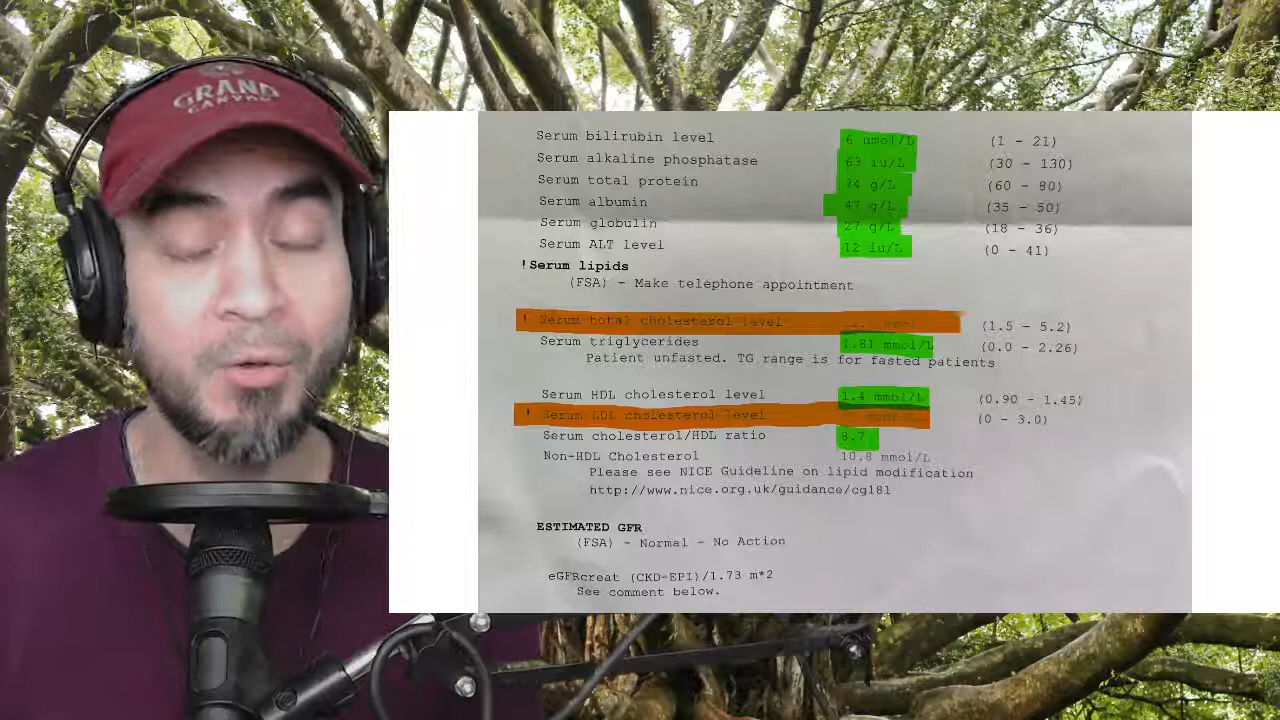 GRAND
CANYON
Serum bilirubin level 6 umol/L (1 - 21)
Serum alkaline phosphatase 63 iu/L (30 - 130)
Serum total protein 74 g/L (60 - 80)
Serum albumin 47 g/L (35 - 50)
Serum globulin 27 g/L (18 - 36)
Serum ALT level 12 iu/L (0 - 41)
!Serum lipids
(FSA) - Make telephone appointment
! Serum total cholesterol level (1.5 - 5.2)
Serum triglycerides 1.81 mmol/L (0.0 - 2.26)
Patient unfasted. TG range is for fasted patients
Serum HDL cholesterol level 1.4 mmol/L (0.90 - 1.45)
! Serum LDL cholesterol level (0 - 3.0)
Serum cholesterol/HDL ratio 8.7
Non-HDL Cholesterol 10.8 mmol/L
Please see NICE Guideline on lipid modification
http://www.nice.org.uk/guidance/cg181
ESTIMATED GFR
(FSA) - Normal - No Action
eGFRcreat (CKD-EPI)/1.73 m*2
See comment below.